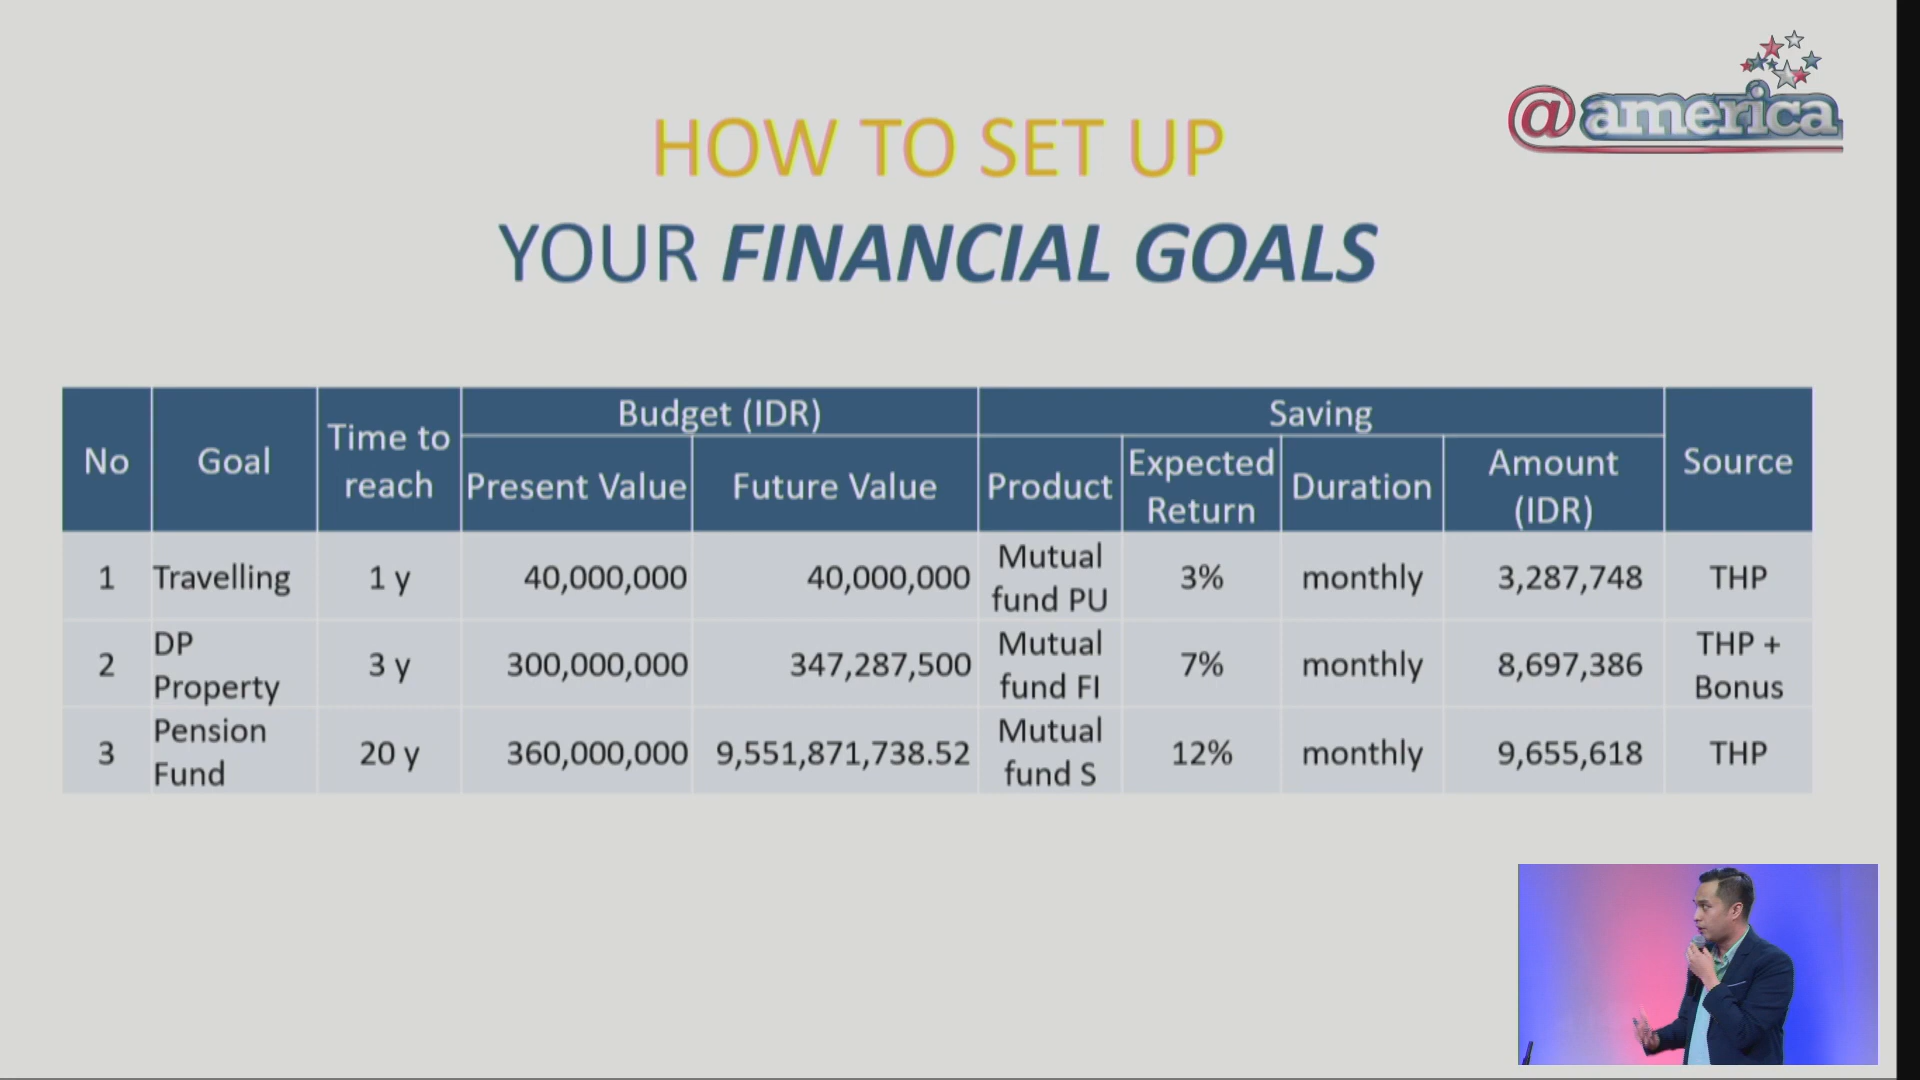 @america
HOW TO SET UP
YOUR FINANCIAL GOALS
No Goal Time to reach Budget (IDR) Saving Source
Present Value Future Value Product Expected Return Duration Amount (IDR)
1 Travelling 1 y 40,000,000 40,000,000 Mutual fund PU 3% monthly 3,287,748 THP
2 DP Property 3 y 300,000,000 347,287,500 Mutual fund FI 7% monthly 8,697,386 THP + Bonus
3 Pension Fund 20 y 360,000,000 9,551,871,738.52 Mutual fund S 12% monthly 9,655,618 THP